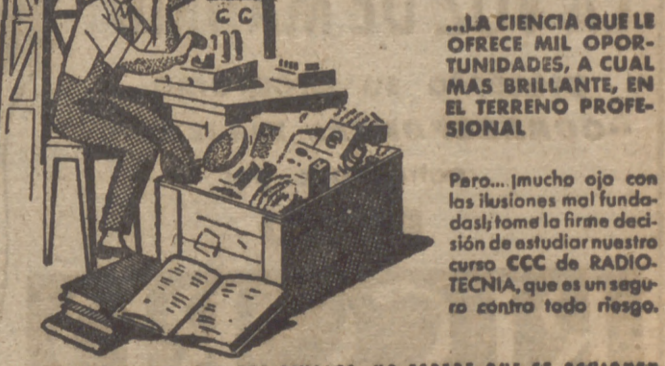 ...LA CIENCIA QUE LE
OFRECE MIL OPOR-
TUNIDADES, A CUAL
MAS BRILLANTE, EN
EL TERRENO PROFE-
SIONAL
Pero... ¡mucho ojo con
las ilusiones mal funda-
das!; tome la firme deci-
sión de estudiar nuestro
curso CCC de RADIO-
TECNIA, que es un segu-
ro contra todo riesgo.